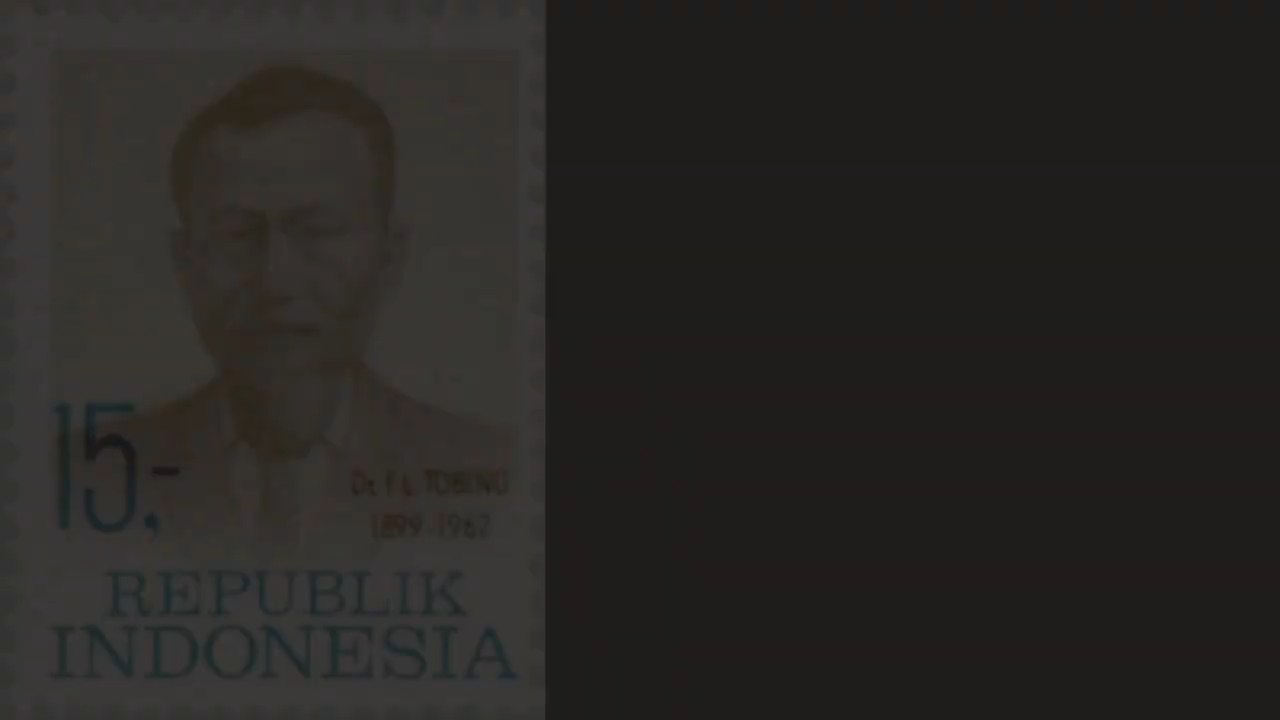 15,-
Dr. F L TOBING
1899-1962
REPUBLIK
INDONESIA